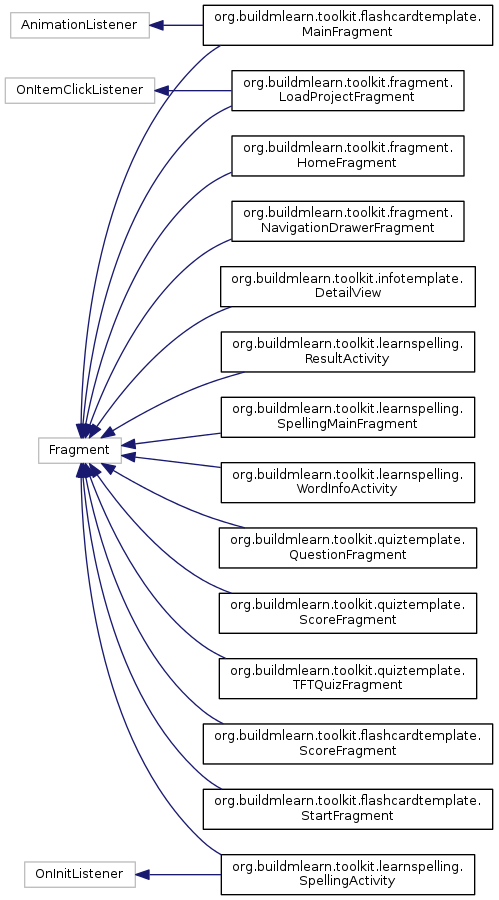 AnimationListener
org.buildmlearn.toolkit.flashcardtemplate.
MainFragment
OnItemClickListener
org.buildmlearn.toolkit.fragment.
LoadProjectFragment
org.buildmlearn.toolkit.fragment.
HomeFragment
org.buildmlearn.toolkit.fragment.
NavigationDrawerFragment
org.buildmlearn.toolkit.infotemplate.
DetailView
org.buildmlearn.toolkit.learnspelling.
ResultActivity
org.buildmlearn.toolkit.learnspelling.
SpellingMainFragment
Fragment
org.buildmlearn.toolkit.learnspelling.
WordInfoActivity
org.buildmlearn.toolkit.quiztemplate.
QuestionFragment
org.buildmlearn.toolkit.quiztemplate.
ScoreFragment
org.buildmlearn.toolkit.quiztemplate.
TFTQuizFragment
org.buildmlearn.toolkit.flashcardtemplate.
ScoreFragment
org.buildmlearn.toolkit.flashcardtemplate.
StartFragment
OnInitListener
org.buildmlearn.toolkit.learnspelling.
SpellingActivity